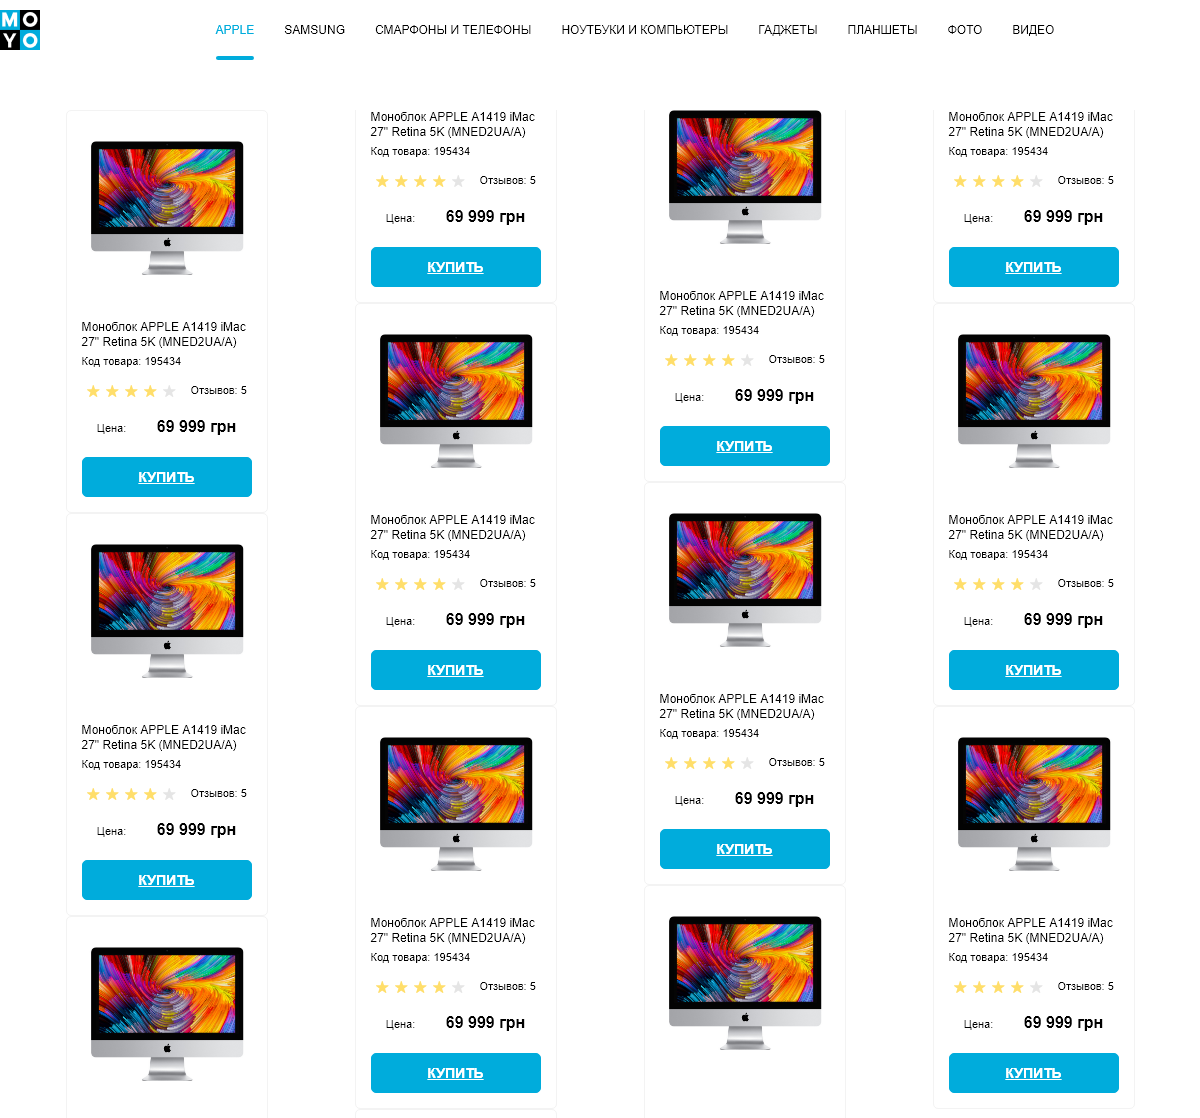 MO
YO
APPLE SAMSUNG СМАРФОНЫ И ТЕЛЕФОНЫ НОУТБУКИ И КОМПЬЮТЕРЫ ГАДЖЕТЫ ПЛАНШЕТЫ ФОТО ВИДЕО
Моноблок APPLE A1419 iMac
27" Retina 5K (MNED2UA/A)
Код товара: 195434
Отзывов: 5
Цена: 69 999 грн
КУПИТЬ
Моноблок APPLE A1419 iMac
27" Retina 5K (MNED2UA/A)
Код товара: 195434
Отзывов: 5
Цена: 69 999 грн
КУПИТЬ
Моноблок APPLE A1419 iMac
27" Retina 5K (MNED2UA/A)
Код товара: 195434
Отзывов: 5
Цена: 69 999 грн
КУПИТЬ
Моноблок APPLE A1419 iMac
27" Retina 5K (MNED2UA/A)
Код товара: 195434
Отзывов: 5
Цена: 69 999 грн
КУПИТЬ
Моноблок APPLE A1419 iMac
27" Retina 5K (MNED2UA/A)
Код товара: 195434
Отзывов: 5
Цена: 69 999 грн
КУПИТЬ
Моноблок APPLE A1419 iMac
27" Retina 5K (MNED2UA/A)
Код товара: 195434
Отзывов: 5
Цена: 69 999 грн
КУПИТЬ
Моноблок APPLE A1419 iMac
27" Retina 5K (MNED2UA/A)
Код товара: 195434
Отзывов: 5
Цена: 69 999 грн
КУПИТЬ
Моноблок APPLE A1419 iMac
27" Retina 5K (MNED2UA/A)
Код товара: 195434
Отзывов: 5
Цена: 69 999 грн
КУПИТЬ
Моноблок APPLE A1419 iMac
27" Retina 5K (MNED2UA/A)
Код товара: 195434
Отзывов: 5
Цена: 69 999 грн
КУПИТЬ
Моноблок APPLE A1419 iMac
27" Retina 5K (MNED2UA/A)
Код товара: 195434
Отзывов: 5
Цена: 69 999 грн
КУПИТЬ